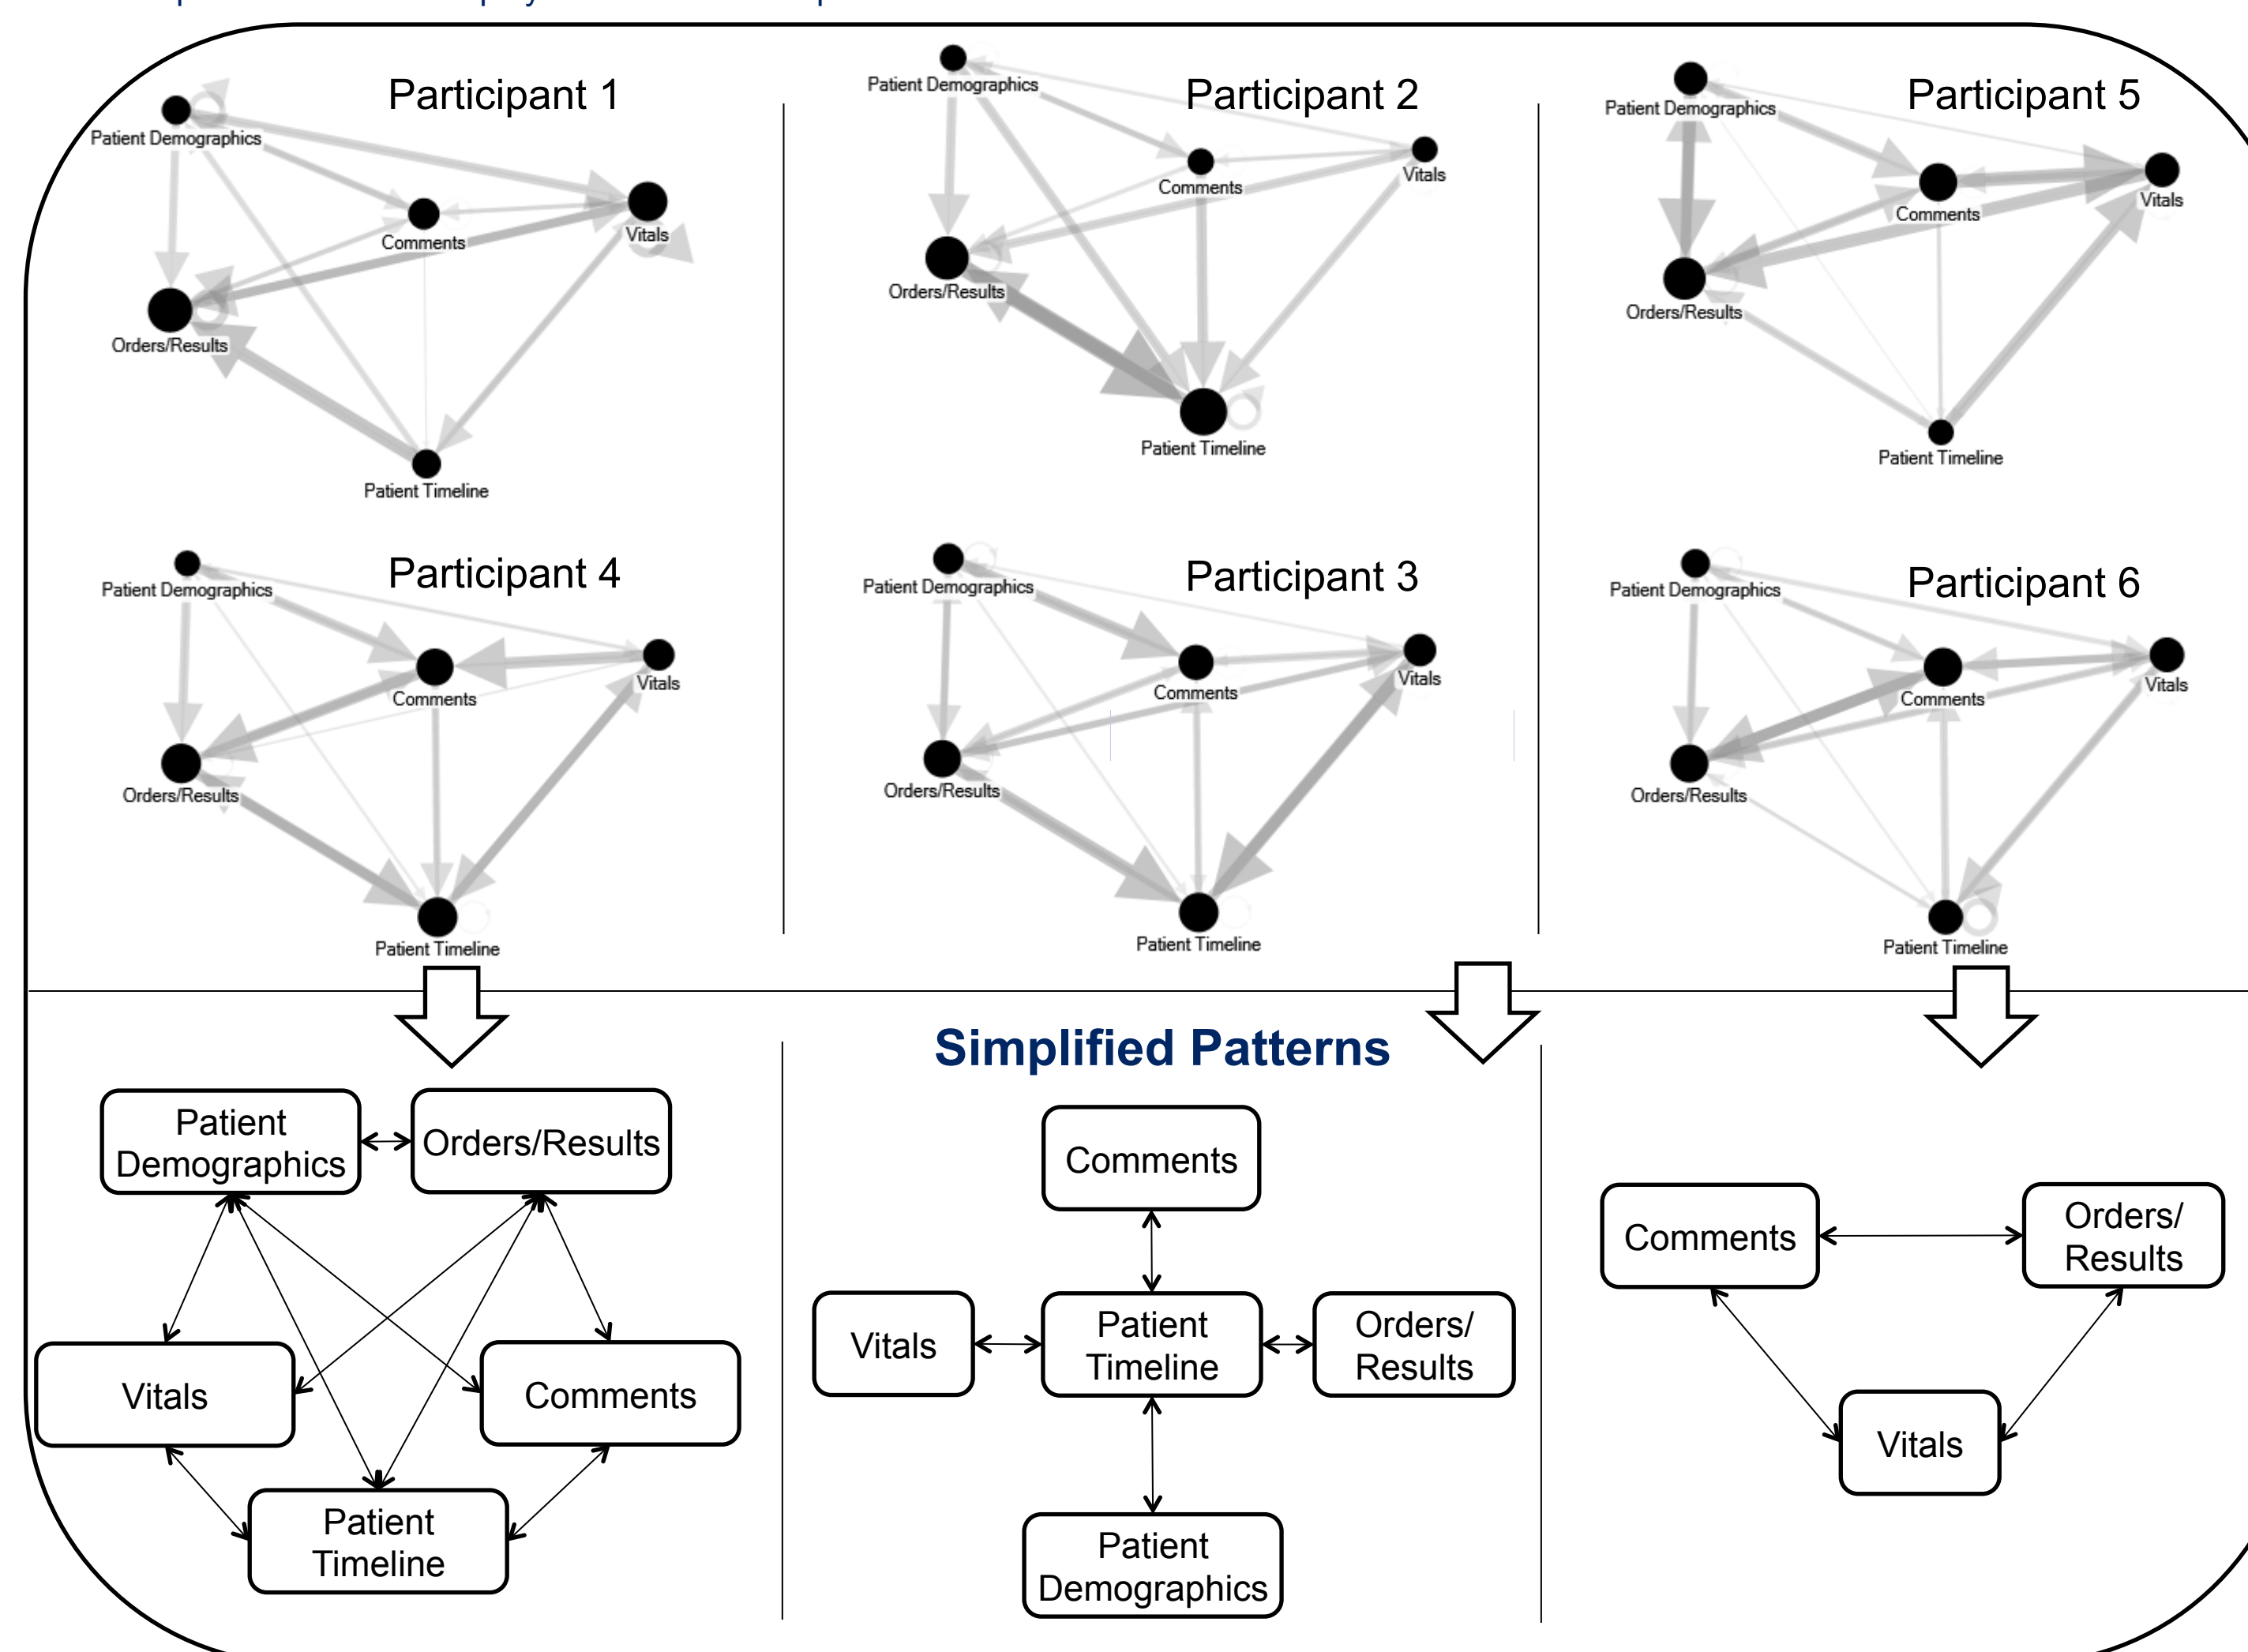 Participant 1
Patient Demographics
Comments
Vitals
Orders/Results
Patient Timeline
Participant 2
Patient Demographics
Comments
Vitals
Orders/Results
Patient Timeline
Participant 5
Patient Demographics
Comments
Vitals
Orders/Results
Patient Timeline
Participant 4
Patient Demographics
Comments
Vitals
Orders/Results
Patient Timeline
Participant 3
Patient Demographics
Comments
Vitals
Orders/Results
Patient Timeline
Participant 6
Patient Demographics
Comments
Vitals
Orders/Results
Patient Timeline
Simplified Patterns
Patient
Demographics
Orders/Results
Vitals
Comments
Patient
Timeline
Comments
Vitals
Patient
Timeline
Orders/
Results
Patient
Demographics
Comments
Orders/
Results
Vitals